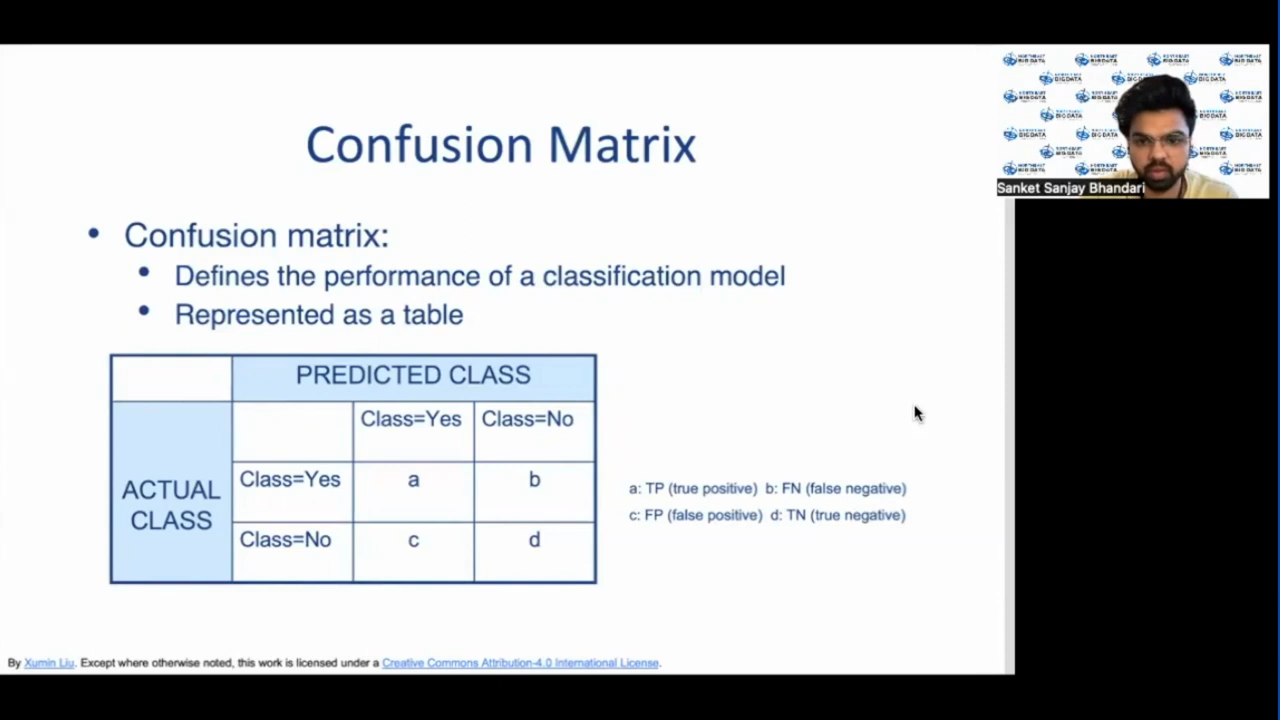 Confusion Matrix
NORTHEAST
BIG DATA
Sanket Sanjay Bhandari
• Confusion matrix:
• Defines the performance of a classification model
• Represented as a table
PREDICTED CLASS
Class=Yes Class=No
ACTUAL CLASS
Class=Yes a b
Class=No c d
a: TP (true positive) b: FN (false negative)
c: FP (false positive) d: TN (true negative)
By Xumin Liu. Except where otherwise noted, this work is licensed under a Creative Commons Attribution-4.0 International License.